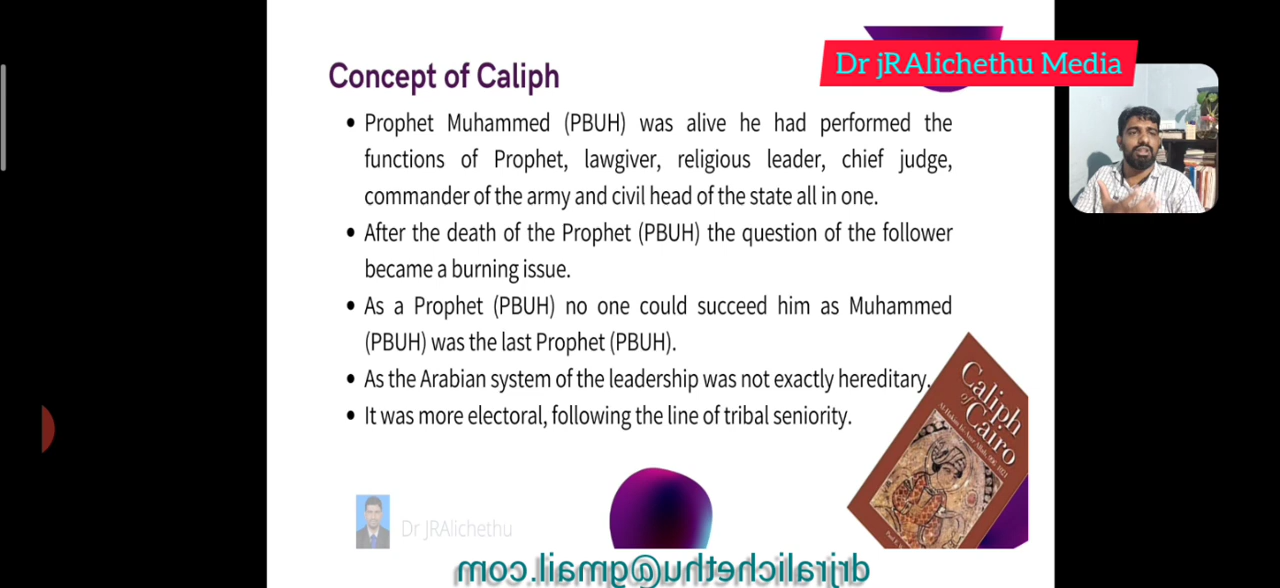 Dr jRAlichethu Media
Concept of Caliph
• Prophet Muhammed (PBUH) was alive he had performed the
functions of Prophet, lawgiver, religious leader, chief judge,
commander of the army and civil head of the state all in one.
• After the death of the Prophet (PBUH) the question of the follower
became a burning issue.
• As a Prophet (PBUH) no one could succeed him as Muhammed
(PBUH) was the last Prophet (PBUH).
• As the Arabian system of the leadership was not exactly hereditary.
• It was more electoral, following the line of tribal seniority.
Caliph
of
Cairo
Dr JRAlichethu
drjralichethu@gmail.com